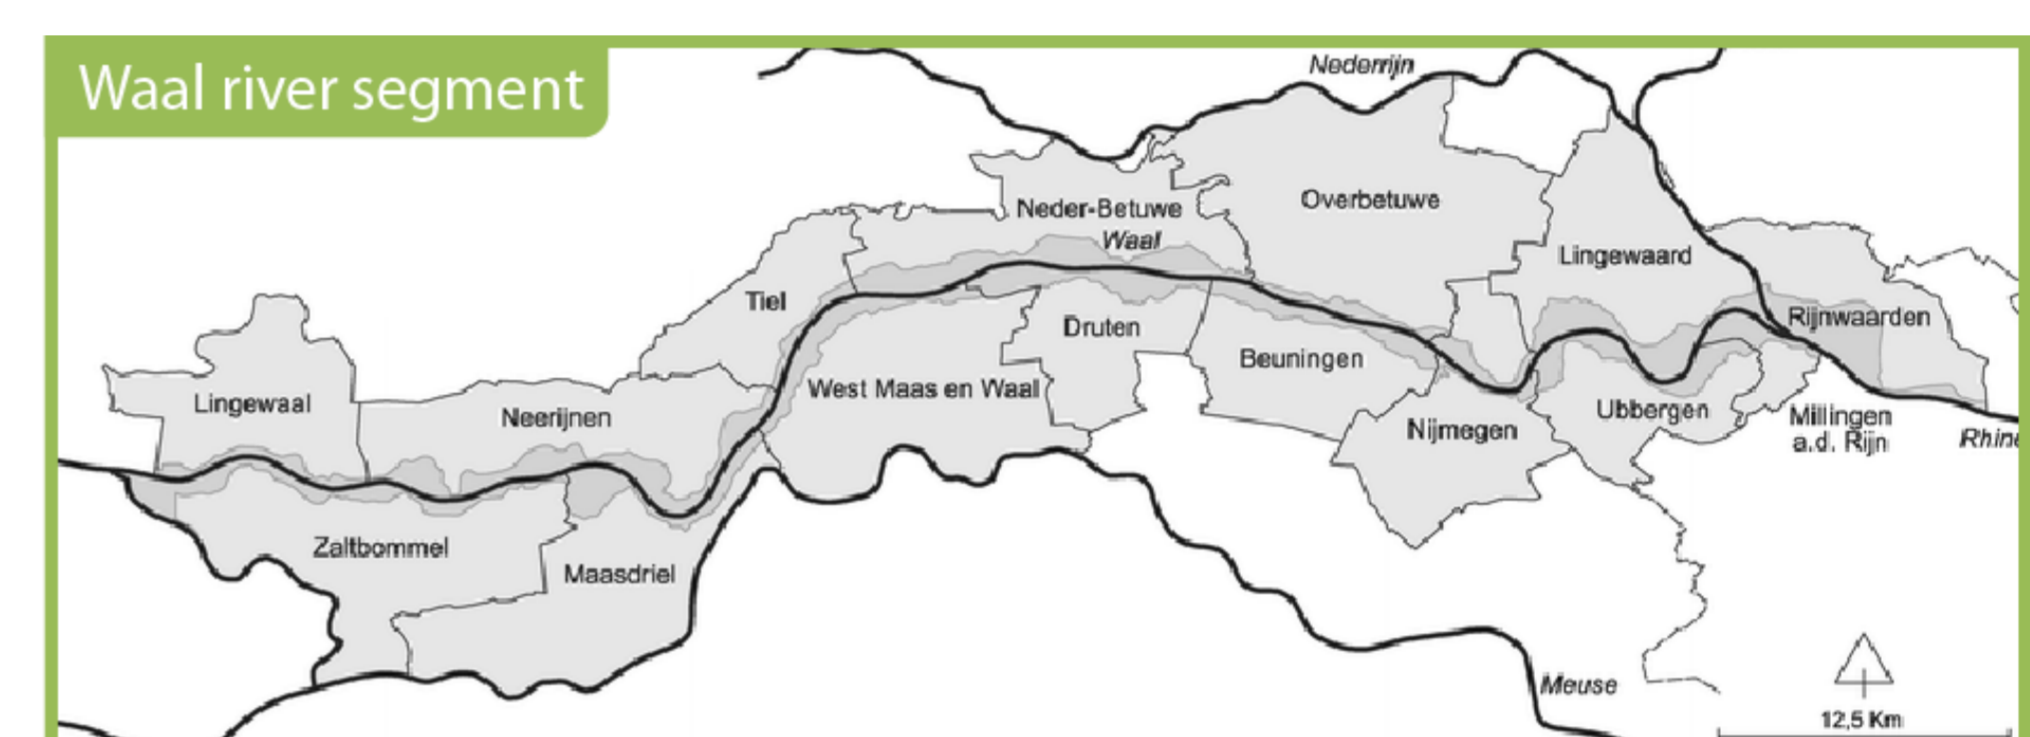 Waal river segment
Nederrijn
Overbetuwe
Neder-Betuwe
Waal
Lingewaard
Tiel
Druten
Rijnwaarden
Beuningen
West Maas en Waal
Lingewaal
Neerijnen
Nijmegen
Ubbergen
Millingen
a.d. Rijn
Rhine
Zaltbommel
Maasdriel
Meuse
12,5 Km